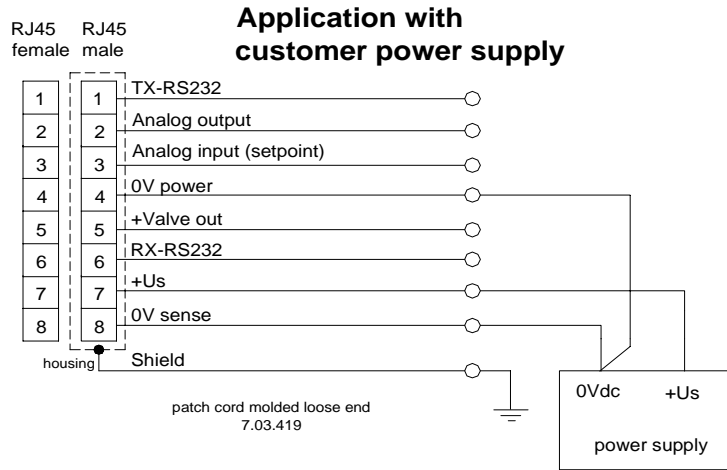 Application with
customer power supply
RJ45 RJ45
female male
1 1 TX-RS232
2 2 Analog output
3 3 Analog input (setpoint)
4 4 0V power
5 5 +Valve out
6 6 RX-RS232
7 7 +Us
8 8 0V sense
housing Shield
patch cord molded loose end
7.03.419
0Vdc +Us
power supply